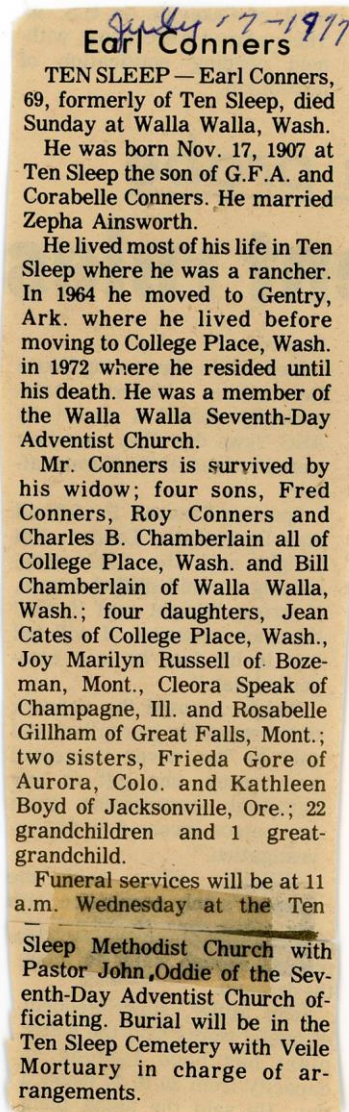 July 17-1977
Earl Conners
TEN SLEEP — Earl Conners,
69, formerly of Ten Sleep, died
Sunday at Walla Walla, Wash.
He was born Nov. 17, 1907 at
Ten Sleep the son of G.F.A. and
Corabelle Conners. He married
Zepha Ainsworth.
He lived most of his life in Ten
Sleep where he was a rancher.
In 1964 he moved to Gentry,
Ark. where he lived before
moving to College Place, Wash.
in 1972 where he resided until
his death. He was a member of
the Walla Walla Seventh-Day
Adventist Church.
Mr. Conners is survived by
his widow; four sons, Fred
Conners, Roy Conners and
Charles B. Chamberlain all of
College Place, Wash. and Bill
Chamberlain of Walla Walla,
Wash.; four daughters, Jean
Cates of College Place, Wash.,
Joy Marilyn Russell of Boze-
man, Mont., Cleora Speak of
Champagne, Ill. and Rosabelle
Gillham of Great Falls, Mont.;
two sisters, Frieda Gore of
Aurora, Colo. and Kathleen
Boyd of Jacksonville, Ore.; 22
grandchildren and 1 great-
grandchild.
Funeral services will be at 11
a.m. Wednesday at the Ten
Sleep Methodist Church with
Pastor John Oddie of the Sev-
enth-Day Adventist Church of-
ficiating. Burial will be in the
Ten Sleep Cemetery with Veile
Mortuary in charge of ar-
rangements.